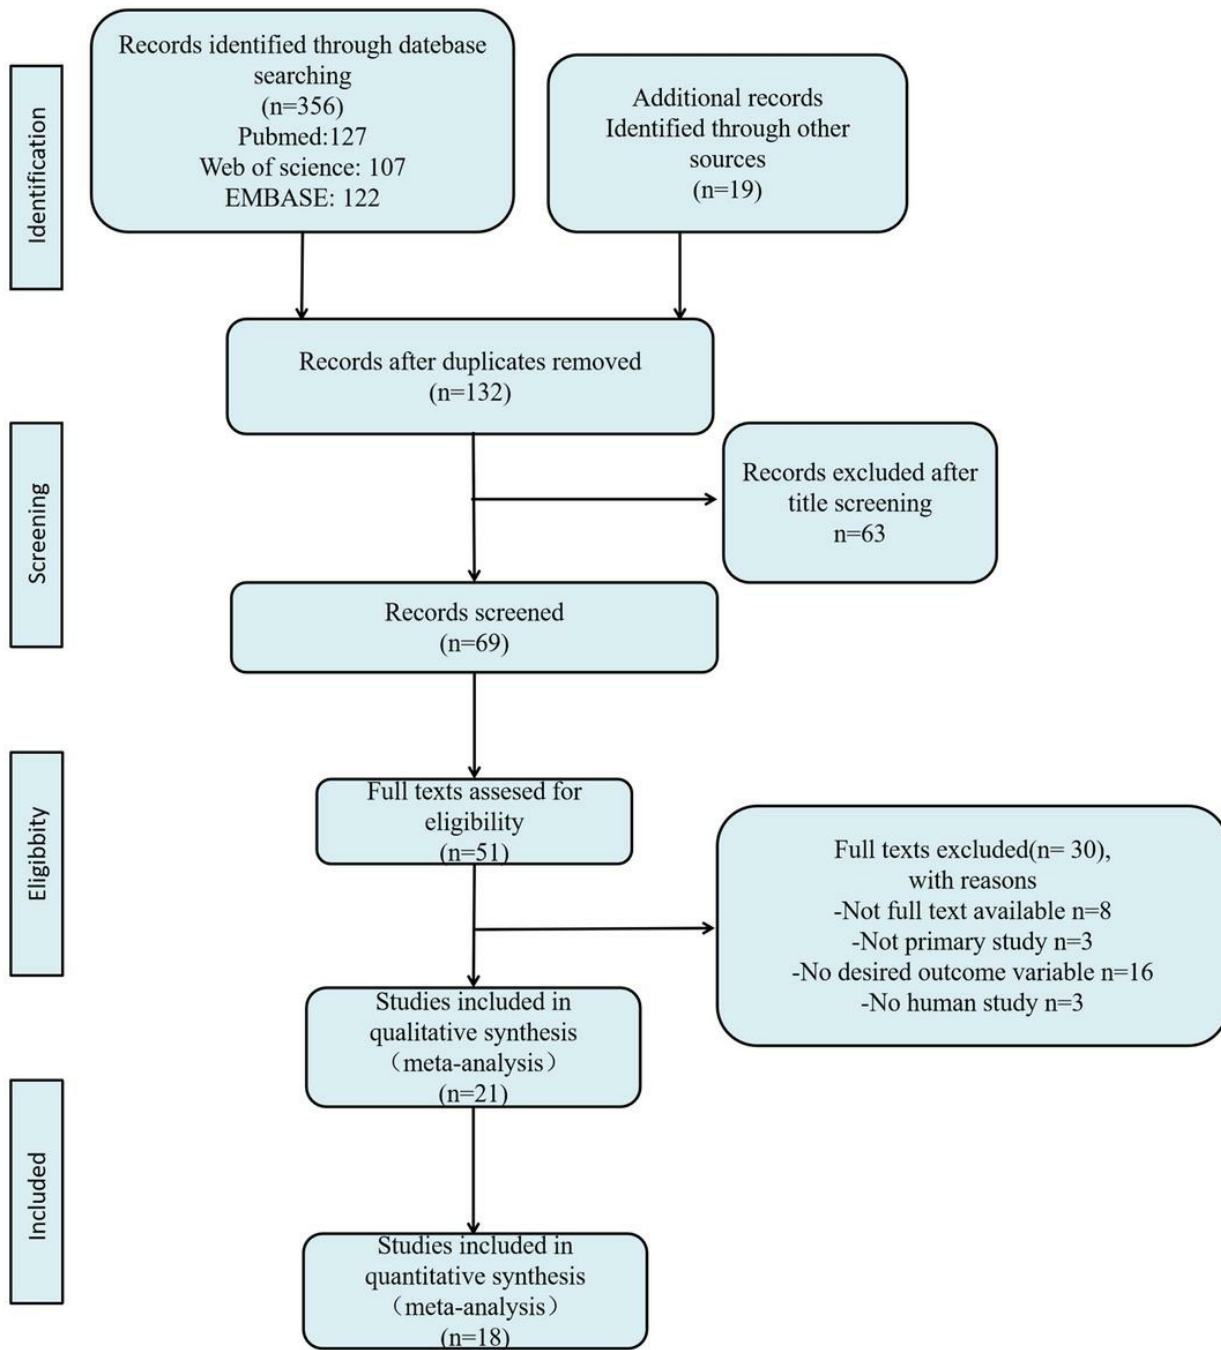 Identification
Records identified through datebase
searching
(n=356)
Pubmed:127
Web of science: 107
EMBASE: 122
Additional records
Identified through other
sources
(n=19)
Records after duplicates removed
(n=132)
Screening
Records excluded after
title screening
n=63
Records screened
(n=69)
Eligibbity
Full texts assesed for
eligibility
(n=51)
Full texts excluded(n= 30),
with reasons
-Not full text available n=8
-Not primary study n=3
-No desired outcome variable n=16
-No human study n=3
Studies included in
qualitative synthesis
（meta-analysis）
(n=21)
Included
Studies included in
quantitative synthesis
（meta-analysis）
(n=18)